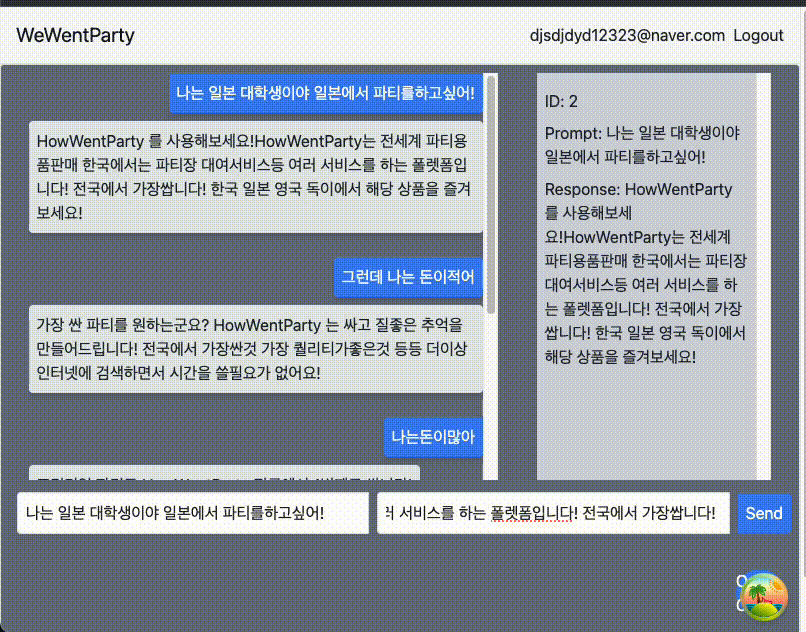 WeWentParty
djsdjdyd12323@naver.com Logout
나는 일본 대학생이야 일본에서 파티를하고싶어!
HowWentParty 를 사용해보세요!HowWentParty는 전세계 파티용
품판매 한국에서는 파티장 대여서비스등 여러 서비스를 하는 폴렛폼입
니다! 전국에서 가장쌉니다! 한국 일본 영국 독이에서 해당 상품을 즐겨
보세요!
그런데 나는 돈이적어
가장 싼 파티를 원하는군요? HowWentParty 는 싸고 질좋은 추억을
만들어드립니다! 전국에서 가장싼것 가장 퀄리티가좋은것 등등 더이상
인터넷에 검색하면서 시간을 쓸필요가 없어요!
나는돈이많아
ID: 2
Prompt: 나는 일본 대학생이야
일본에서 파티를하고싶어!
Response: HowWentParty
를 사용해보세
요!HowWentParty는 전세계
파티용품판매 한국에서는 파티장
대여서비스등 여러 서비스를 하
는 폴렛폼입니다! 전국에서 가장
쌉니다! 한국 일본 영국 독이에서
해당 상품을 즐겨보세요!
나는 일본 대학생이야 일본에서 파티를하고싶어!
서비스를 하는 폴렛폼입니다! 전국에서 가장쌉니다!
Send